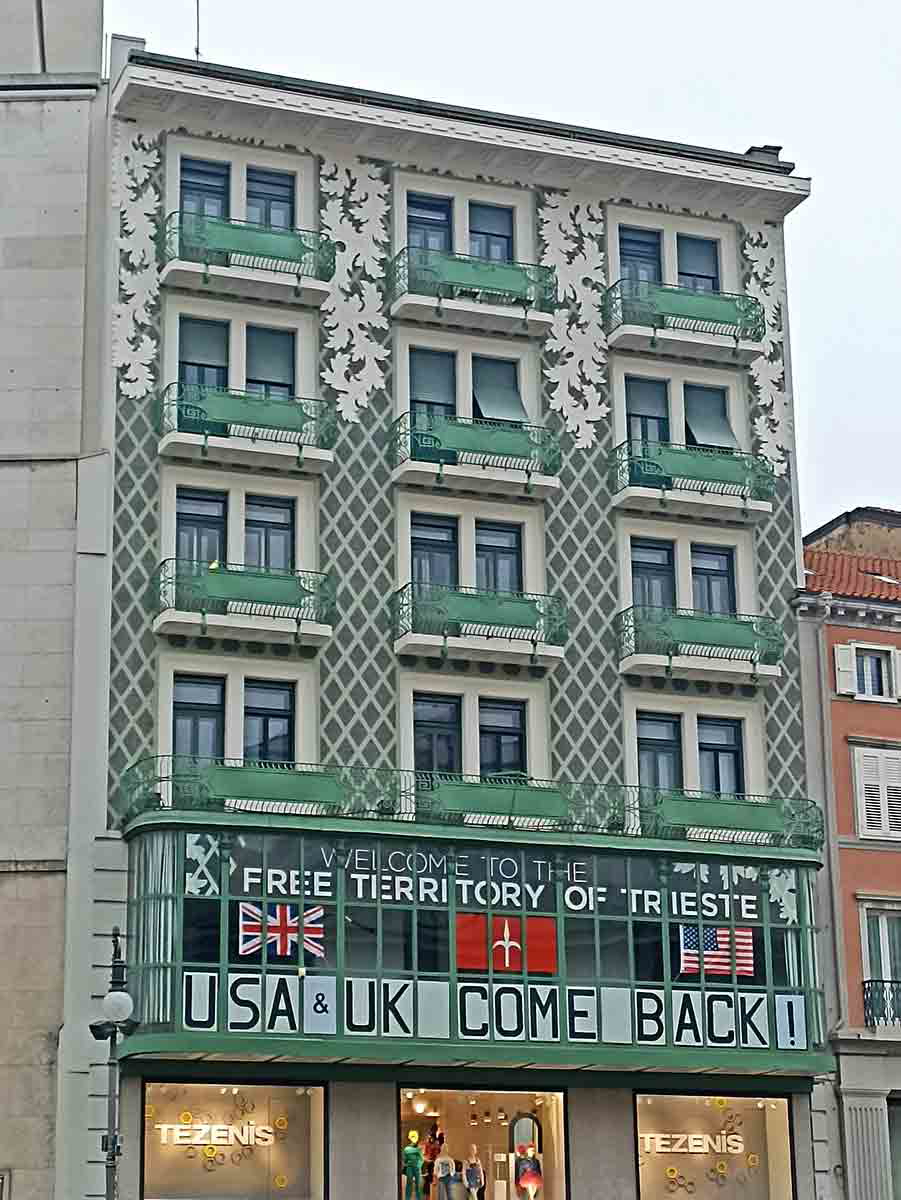 WELCOME TO THE
FREE TERRITORY OF TRIESTE
USA & UK COME BACK!
TEZENIS
TEZENIS